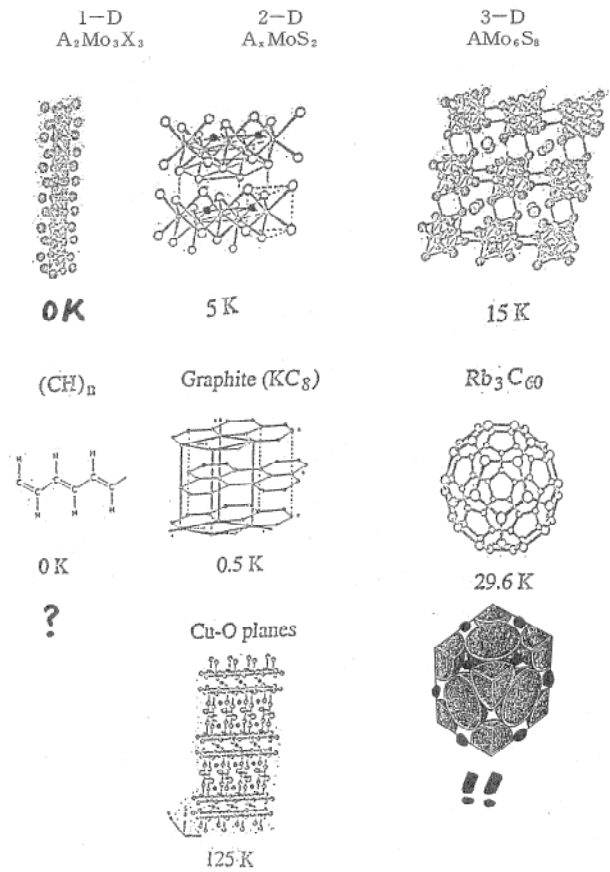 1-D 2-D 3-D
A₂Mo₃X₃ AₓMoS₂ AMo₆S₈
0K 5 K 15 K
(CH)ₙ Graphite (KC₈) Rb₃C₆₀
H H H
H H H
0 K 0.5 K 29.6 K
?
Cu-O planes
!!
125 K